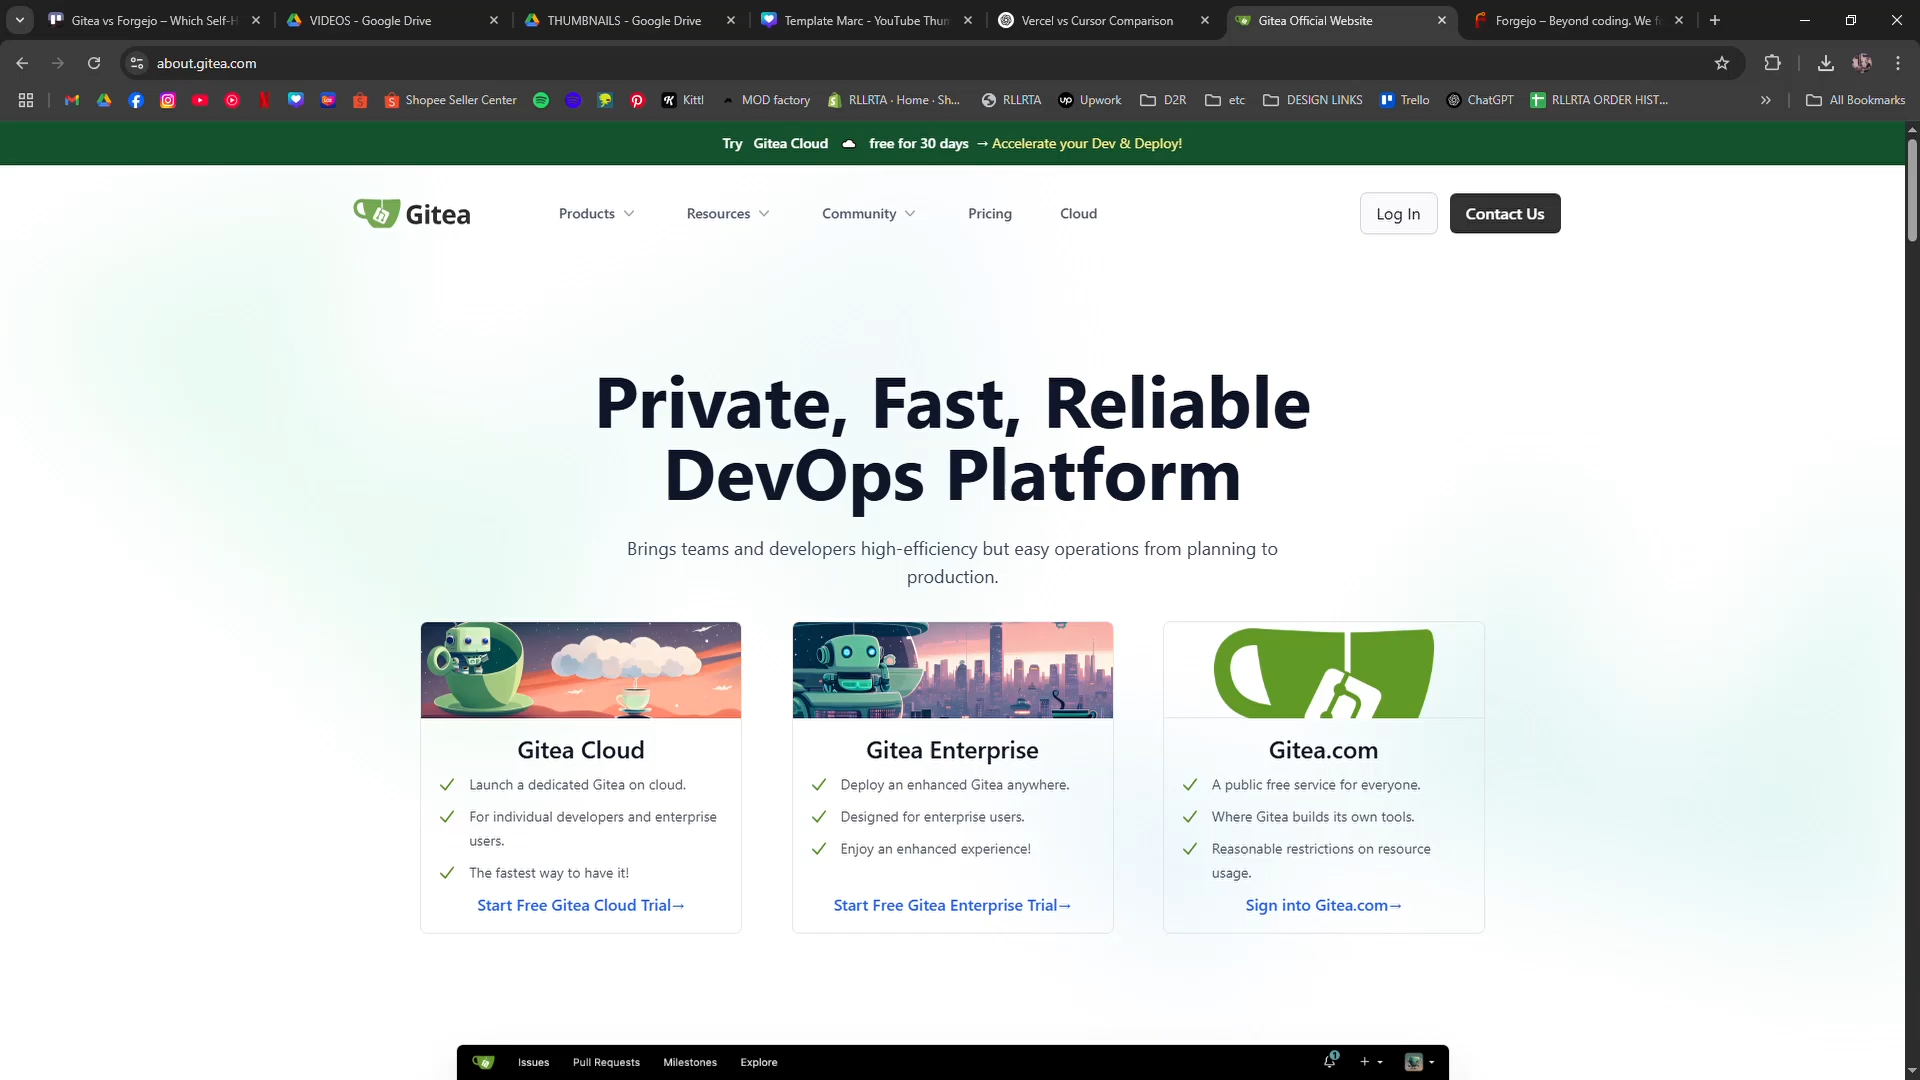 Gitea vs Forgejo – Which Self-H
VIDEOS - Google Drive
THUMBNAILS - Google Drive
Template Marc - YouTube Thun
Vercel vs Cursor Comparison
Gitea Official Website
Forgejo – Beyond coding. We f
about.gitea.com
Shopee Seller Center
Kittl
MOD factory
RLLRTA · Home · Sh...
RLLRTA
Upwork
D2R
etc
DESIGN LINKS
Trello
ChatGPT
RLLRTA ORDER HIST...
All Bookmarks
Try Gitea Cloud free for 30 days → Accelerate your Dev & Deploy!
Gitea
Products
Resources
Community
Pricing
Cloud
Log In
Contact Us
Private, Fast, Reliable
DevOps Platform
Brings teams and developers high-efficiency but easy operations from planning to
production.
Gitea Cloud
Launch a dedicated Gitea on cloud.
For individual developers and enterprise
users.
The fastest way to have it!
Start Free Gitea Cloud Trial→
Gitea Enterprise
Deploy an enhanced Gitea anywhere.
Designed for enterprise users.
Enjoy an enhanced experience!
Start Free Gitea Enterprise Trial→
Gitea.com
A public free service for everyone.
Where Gitea builds its own tools.
Reasonable restrictions on resource
usage.
Sign into Gitea.com→
Issues
Pull Requests
Milestones
Explore
1